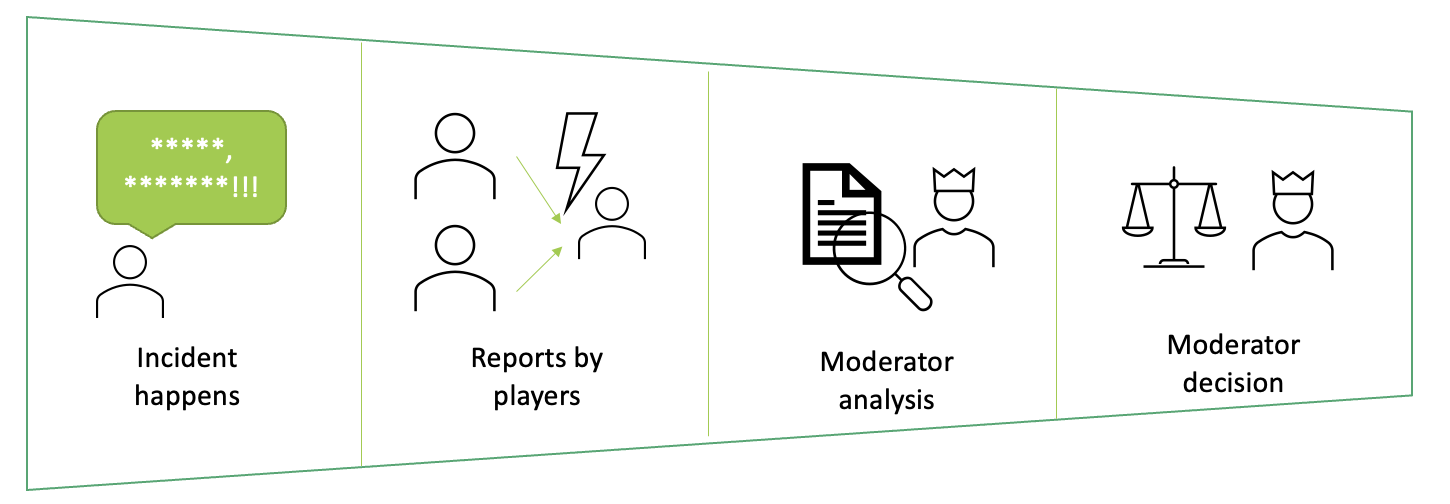 *****,
*******!!!
Incident
happens
Reports by
players
Moderator
analysis
Moderator
decision